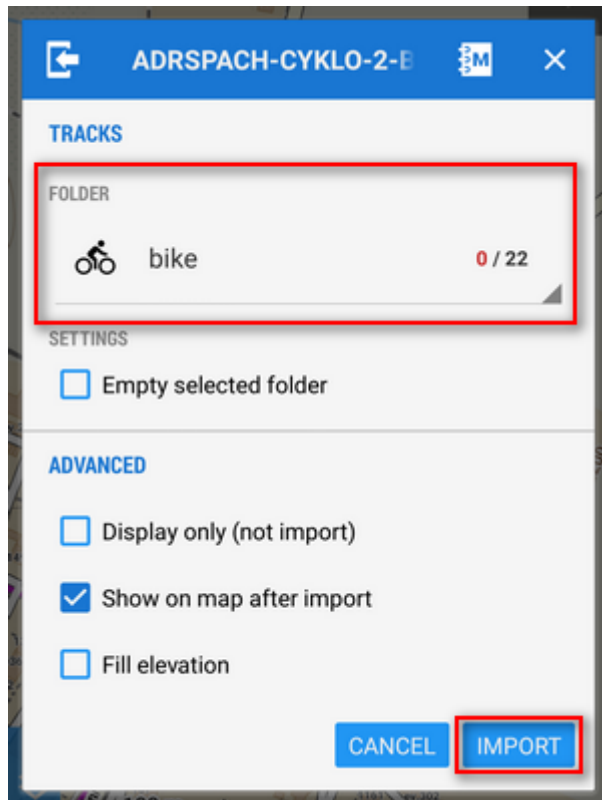 ADRSPACH-CYKLO-2-B
M
TRACKS
FOLDER
bike 0 / 22
SETTINGS
Empty selected folder
ADVANCED
Display only (not import)
Show on map after import
Fill elevation
CANCEL IMPORT